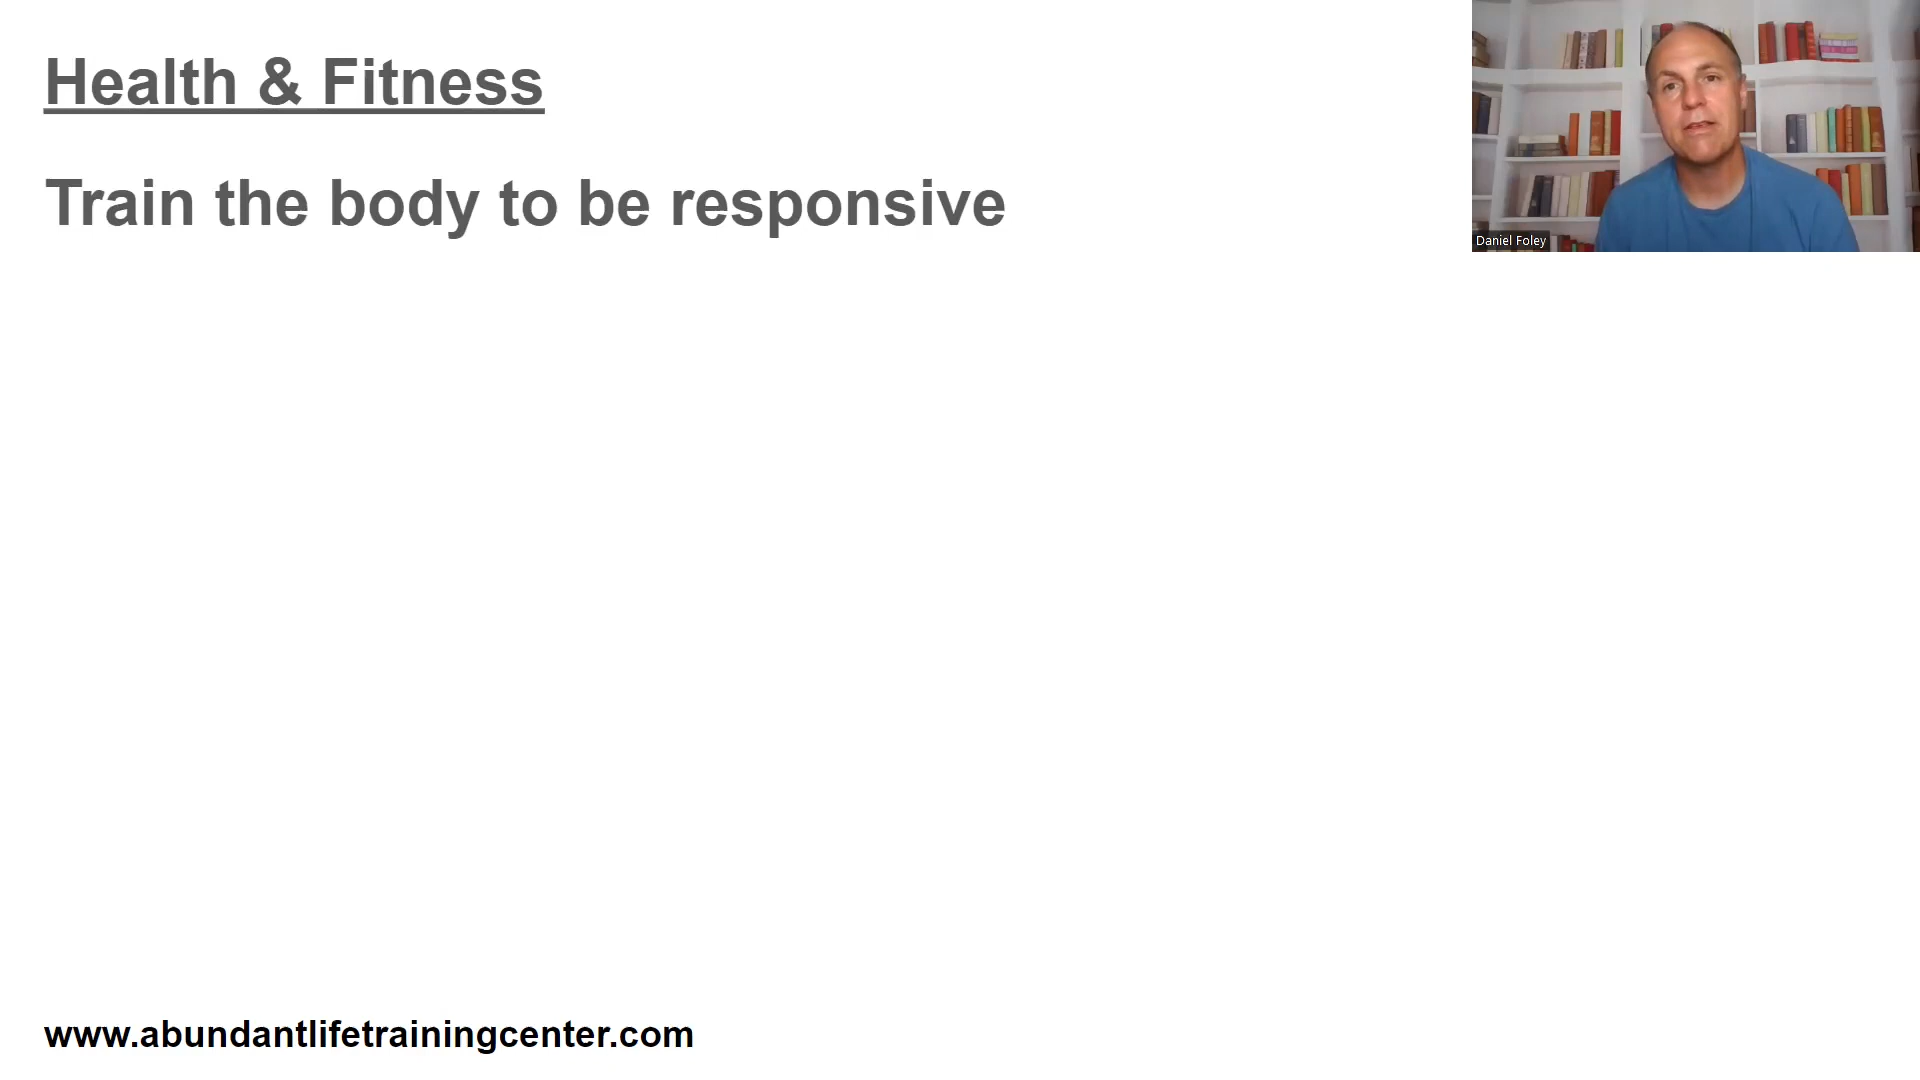 Health & Fitness
Train the body to be responsive
Daniel Foley
www.abundantlifetrainingcenter.com